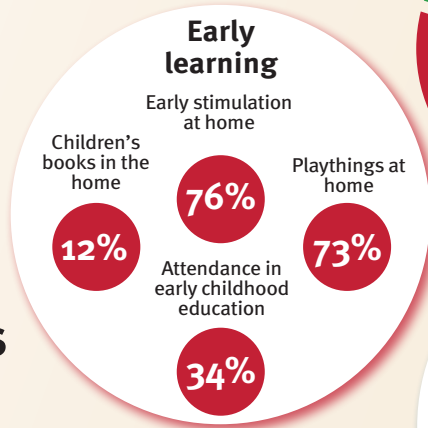 Early
learning
Early stimulation
at home
76%
Children’s
books in the
home
12%
Playthings at
home
73%
Attendance in
early childhood
education
34%
s